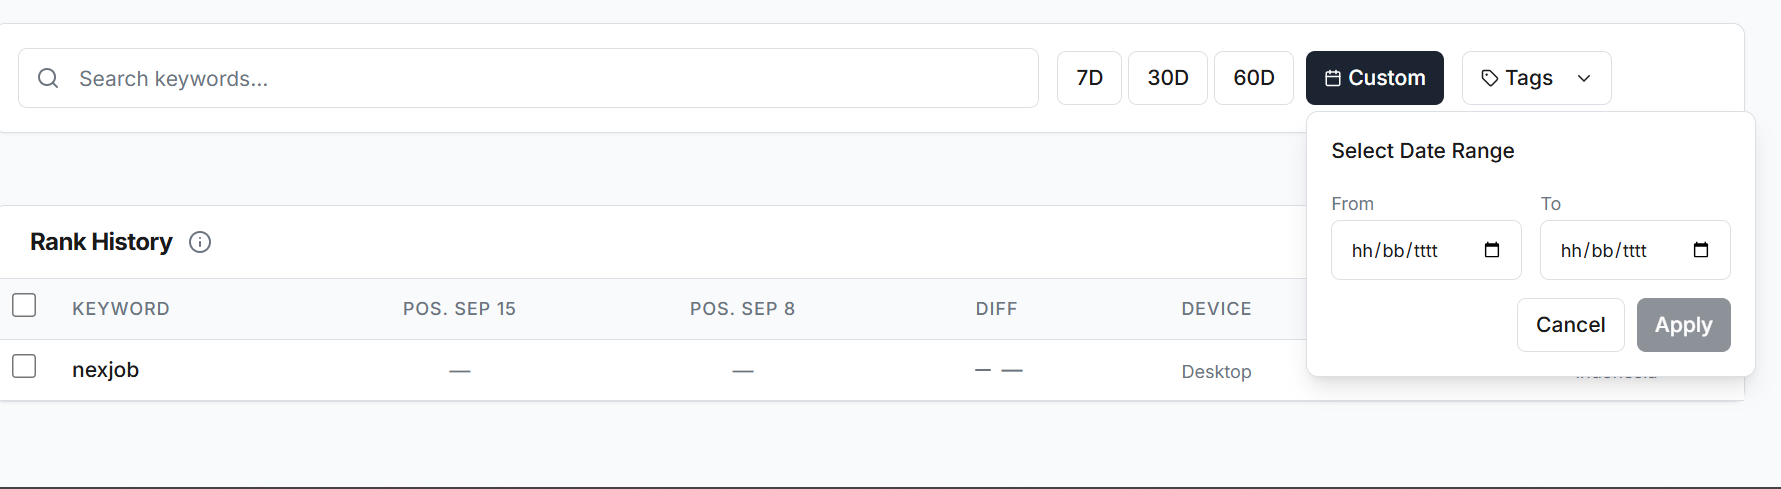 Search keywords...
7D
30D
60D
Custom
Tags
Select Date Range
From
To
hh/bb/tttt
hh/bb/tttt
Cancel
Apply
Rank History
KEYWORD
POS. SEP 15
POS. SEP 8
DIFF
DEVICE
nexjob
—
—
— —
Desktop